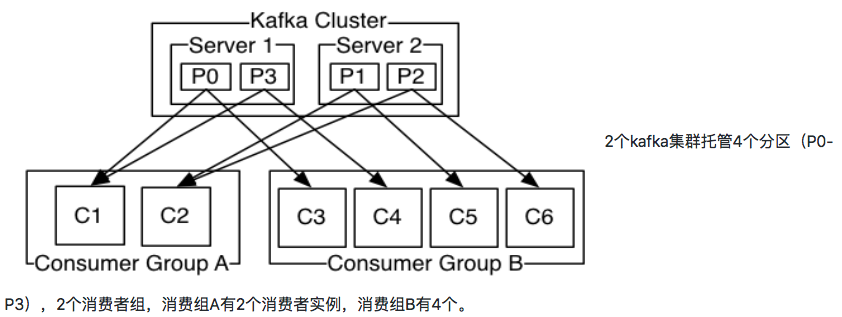 Kafka Cluster
Server 1
Server 2
P0
P3
P1
P2
2个kafka集群托管4个分区（P0-
C1
C2
C3
C4
C5
C6
Consumer Group A
Consumer Group B
P3），2个消费者组，消费组A有2个消费者实例，消费组B有4个。